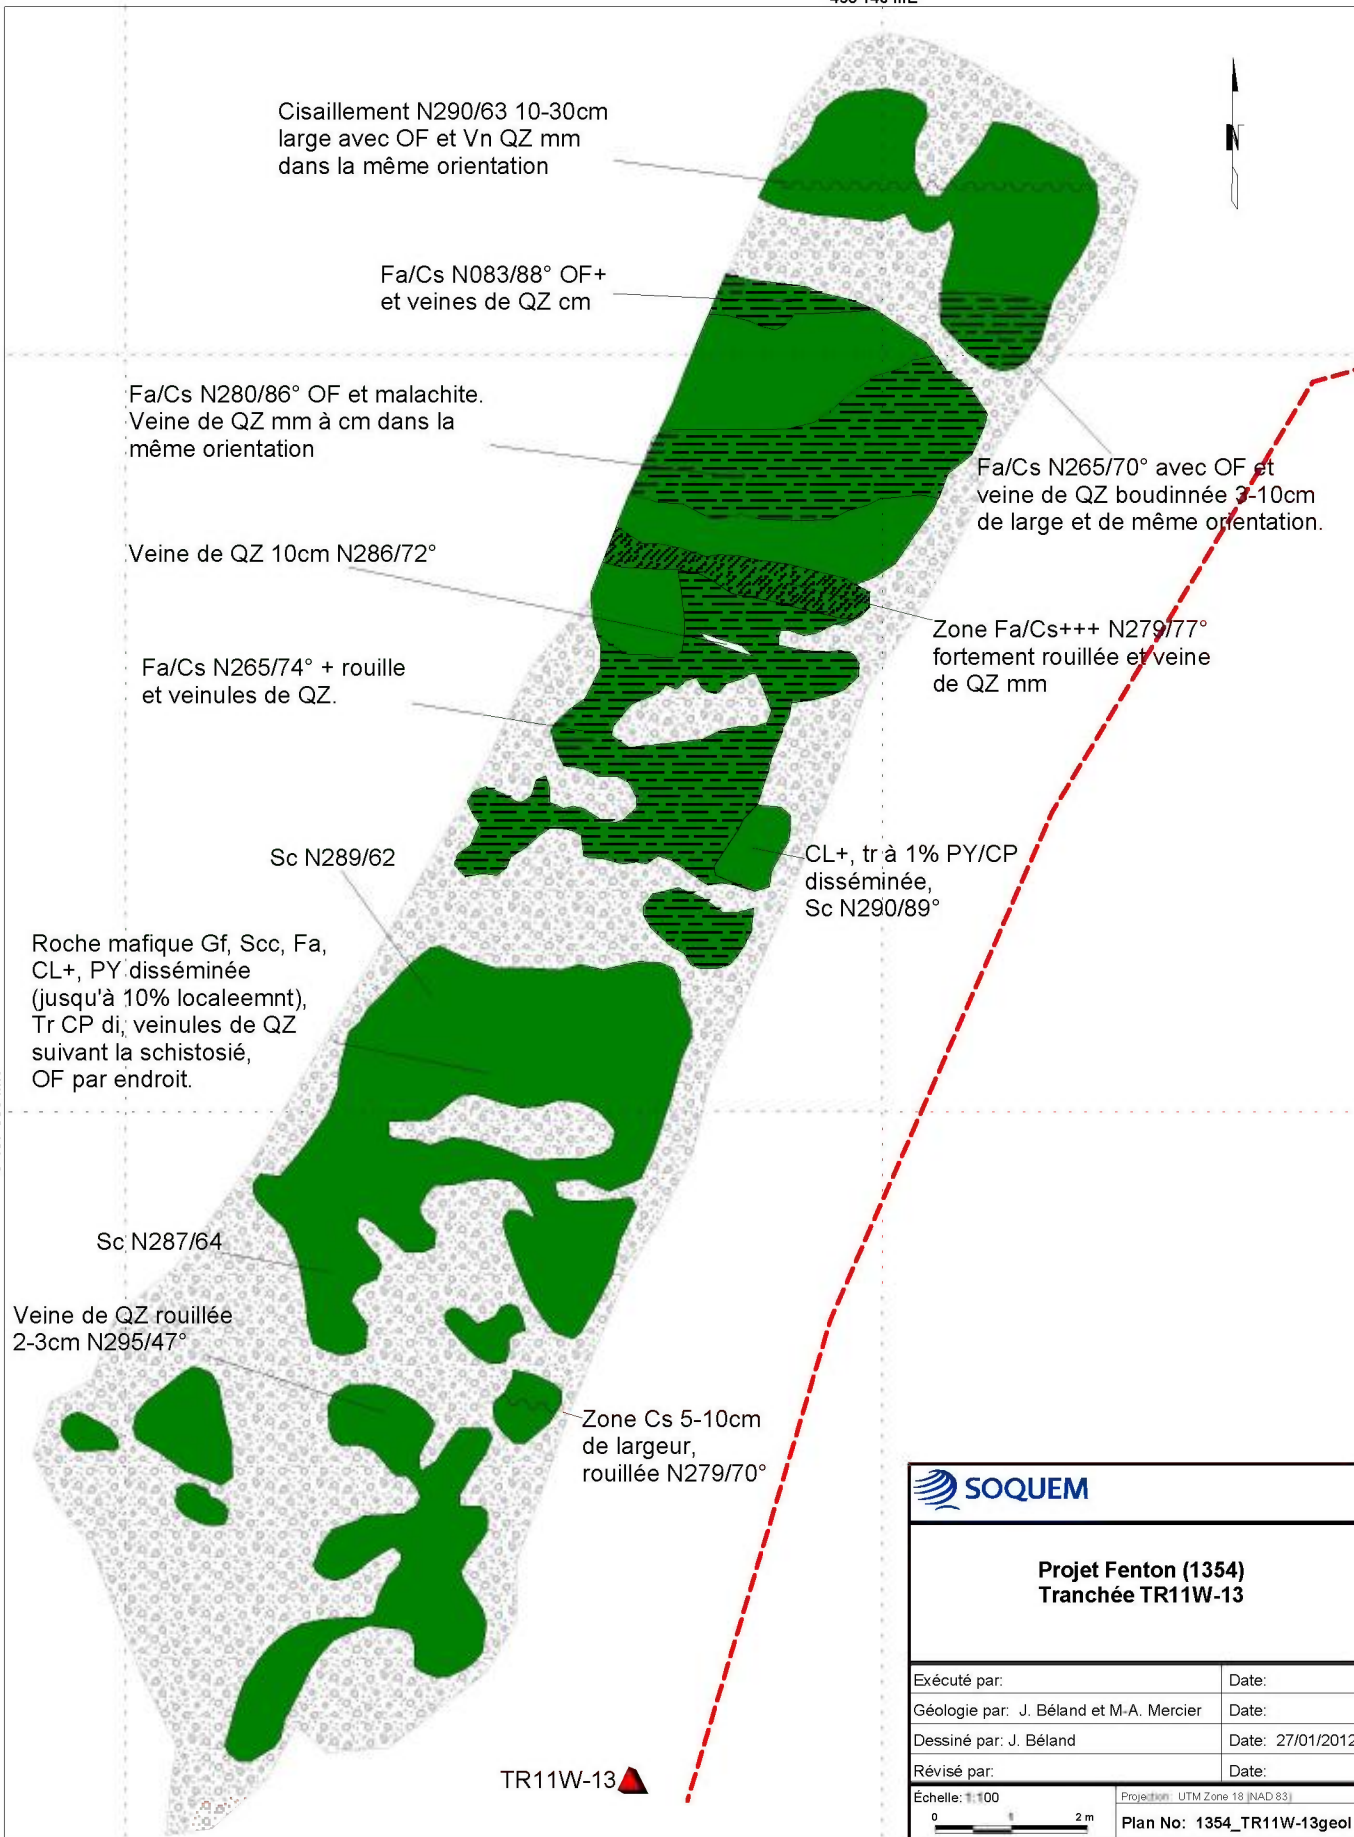 Cisaillement N290/63 10-30cm
large avec OF et Vn QZ mm
dans la même orientation
N
Fa/Cs N083/88° OF+
et veines de QZ cm
Fa/Cs N280/86° OF et malachite.
Veine de QZ mm à cm dans la
même orientation
Fa/Cs N265/70° avec OF et
veine de QZ boudinnée 3-10cm
de large et de même orientation.
Veine de QZ 10cm N286/72°
Zone Fa/Cs+++ N279/77°
fortement rouillée et veine
de QZ mm
Fa/Cs N265/74° + rouille
et veinules de QZ.
Sc N289/62
CL+, tr à 1% PY/CP
disséminée,
Sc N290/89°
Roche mafique Gf, Scc, Fa,
CL+, PY disséminée
(jusqu'à 10% localeemnt),
Tr CP di, veinules de QZ
suivant la schistosié,
OF par endroit.
Sc N287/64
Veine de QZ rouillée
2-3cm N295/47°
Zone Cs 5-10cm
de largeur,
rouillée N279/70°
TR11W-13
SOQUEM
Projet Fenton (1354)
Tranchée TR11W-13
Exécuté par: Date:
Géologie par: J. Béland et M-A. Mercier Date:
Dessiné par: J. Béland Date: 27/01/2012
Révisé par: Date:
Échelle: 1:100
0 1 2 m
Projection: UTM Zone 18 (NAD 83)
Plan No: 1354_TR11W-13geol